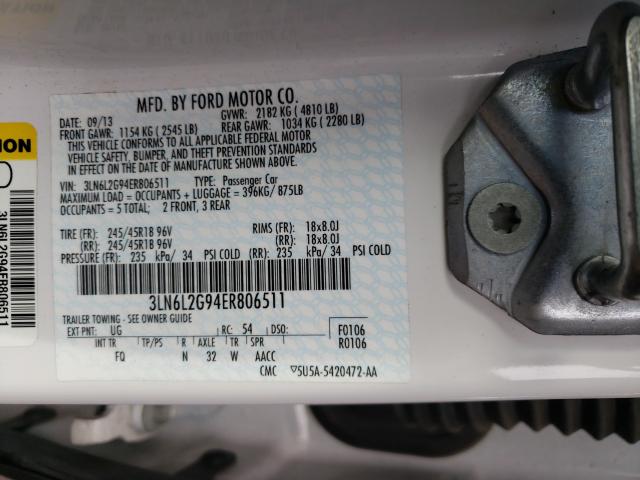 MFD. BY FORD MOTOR CO.
DATE: 09/13 GVWR: 2182 KG ( 4810 LB)
FRONT GAWR: 1154 KG ( 2545 LB) REAR GAWR: 1034 KG ( 2280 LB)
THIS VEHICLE CONFORMS TO ALL APPLICABLE FEDERAL MOTOR
VEHICLE SAFETY, BUMPER, AND THEFT PREVENTION STANDARDS
IN EFFECT ON THE DATE OF MANUFACTURE SHOWN ABOVE.
VIN: 3LN6L2G94ER806511 TYPE: Passenger Car
MAXIMUM LOAD = OCCUPANTS + LUGGAGE = 396KG/ 875LB
OCCUPANTS = 5 TOTAL; 2 FRONT, 3 REAR
TIRE (FR): 245/45R18 96V RIMS (FR): 18x8.0J
(RR): 245/45R18 96V (RR): 18x8.0J
PRESSURE (FR): 235 kPa/ 34 PSI COLD (RR): 235 kPa/ 34 PSI COLD
3LN6L2G94ER806511
TRAILER TOWING - SEE OWNER GUIDE
EXT PNT: UG RC: 54 DSO: F0106
R0106
INT TR TP/PS R AXLE TR SPR
FQ N 32 W AACC
CMC 5U5A-5420472-AA
3LN6L2G94ER806511